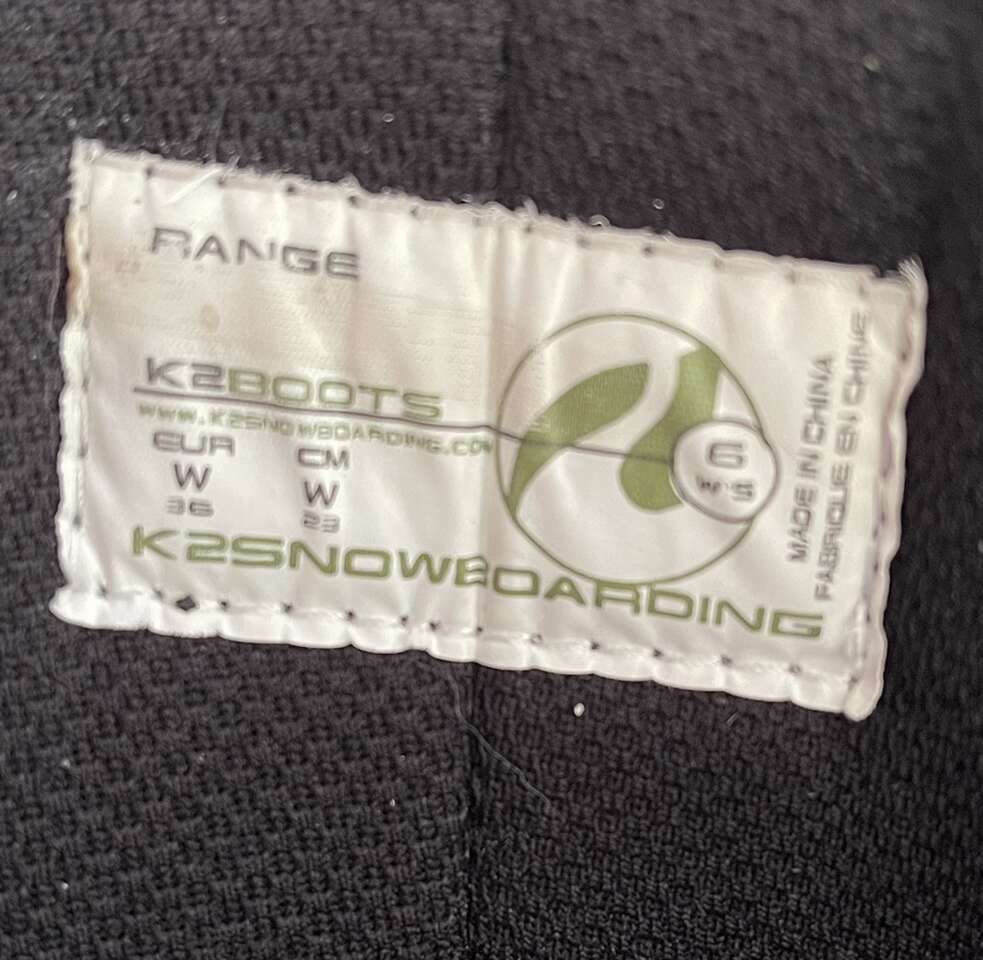 RANGE
K2BOOTS
WWW.K2SNOWBOARDING.COM
EUR CM
W W
36 23
6
W'S
K2SNOWBOARDING
MADE IN CHINA
FABRIQUE EN CHINE